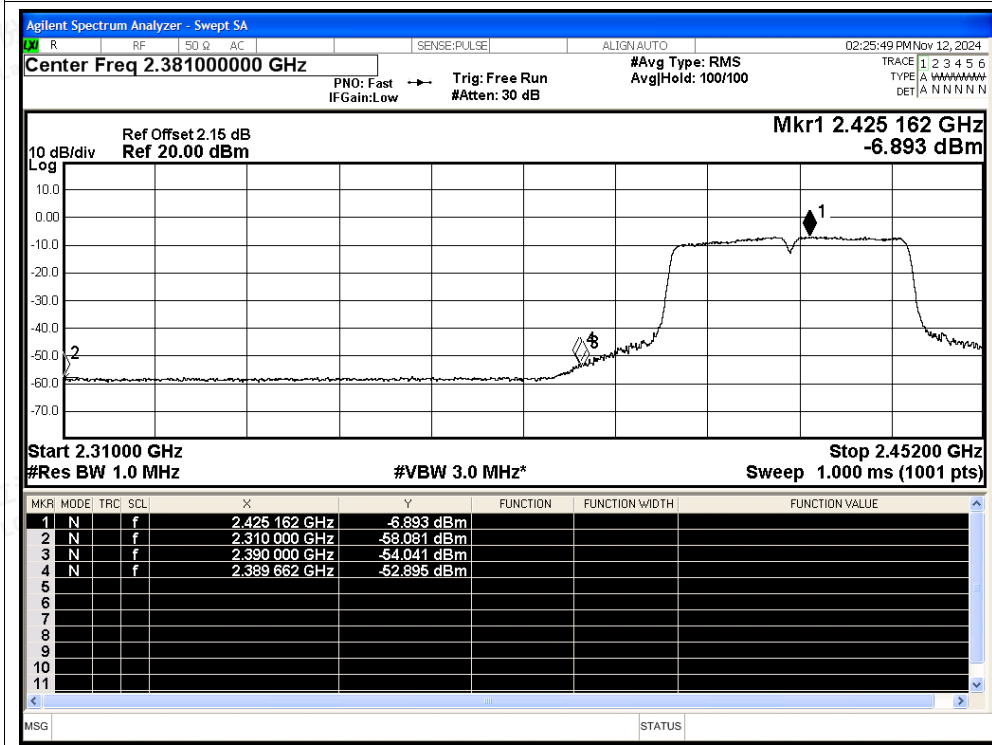 Agilent Spectrum Analyzer - Swept SA
LXI R RF 50 Ω AC SENSE:PULSE ALIGN AUTO 02:25:49 PM Nov 12, 2024
Center Freq 2.381000000 GHz
#Avg Type: RMS
TRACE 1 2 3 4 5 6
PNO: Fast Trig: Free Run Avg|Hold: 100/100
TYPE A WWWWW
IFGain:Low #Atten: 30 dB
DET A N N N N N
Mkr1 2.425 162 GHz
Ref Offset 2.15 dB
10 dB/div Ref 20.00 dBm -6.893 dBm
Log
10.0
0.00
1
-10.0
-20.0
-30.0
-40.0
4 3
-50.0
2
-60.0
-70.0
Start 2.31000 GHz Stop 2.45200 GHz
#Res BW 1.0 MHz #VBW 3.0 MHz* Sweep 1.000 ms (1001 pts)
MKR MODE TRC SCL X Y FUNCTION FUNCTION WIDTH FUNCTION VALUE
1 N f 2.425 162 GHz -6.893 dBm
2 N f 2.310 000 GHz -58.081 dBm
3 N f 2.390 000 GHz -54.041 dBm
4 N f 2.389 662 GHz -52.895 dBm
5
6
7
8
9
10
11
MSG STATUS